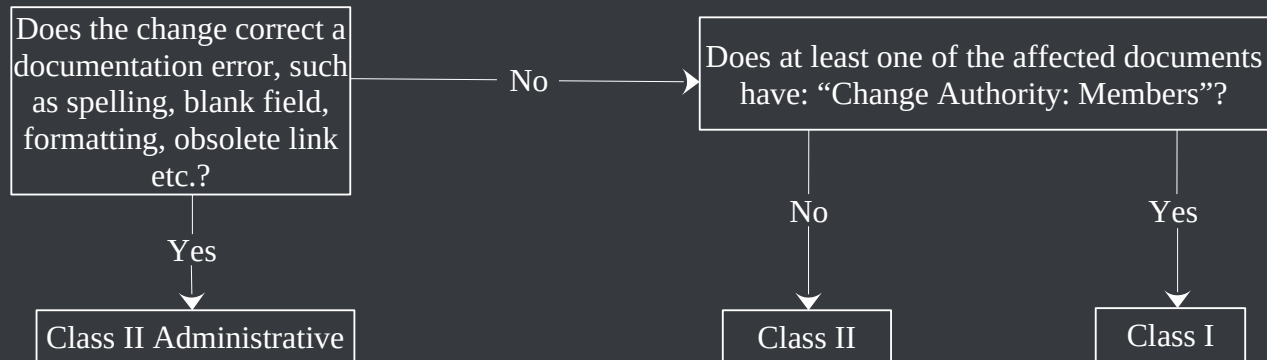 Does the change correct a
documentation error, such
as spelling, blank field,
formatting, obsolete link
etc.?
No
Does at least one of the affected documents
have: “Change Authority: Members”?
Yes
No
Yes
Class II Administrative
Class II
Class I